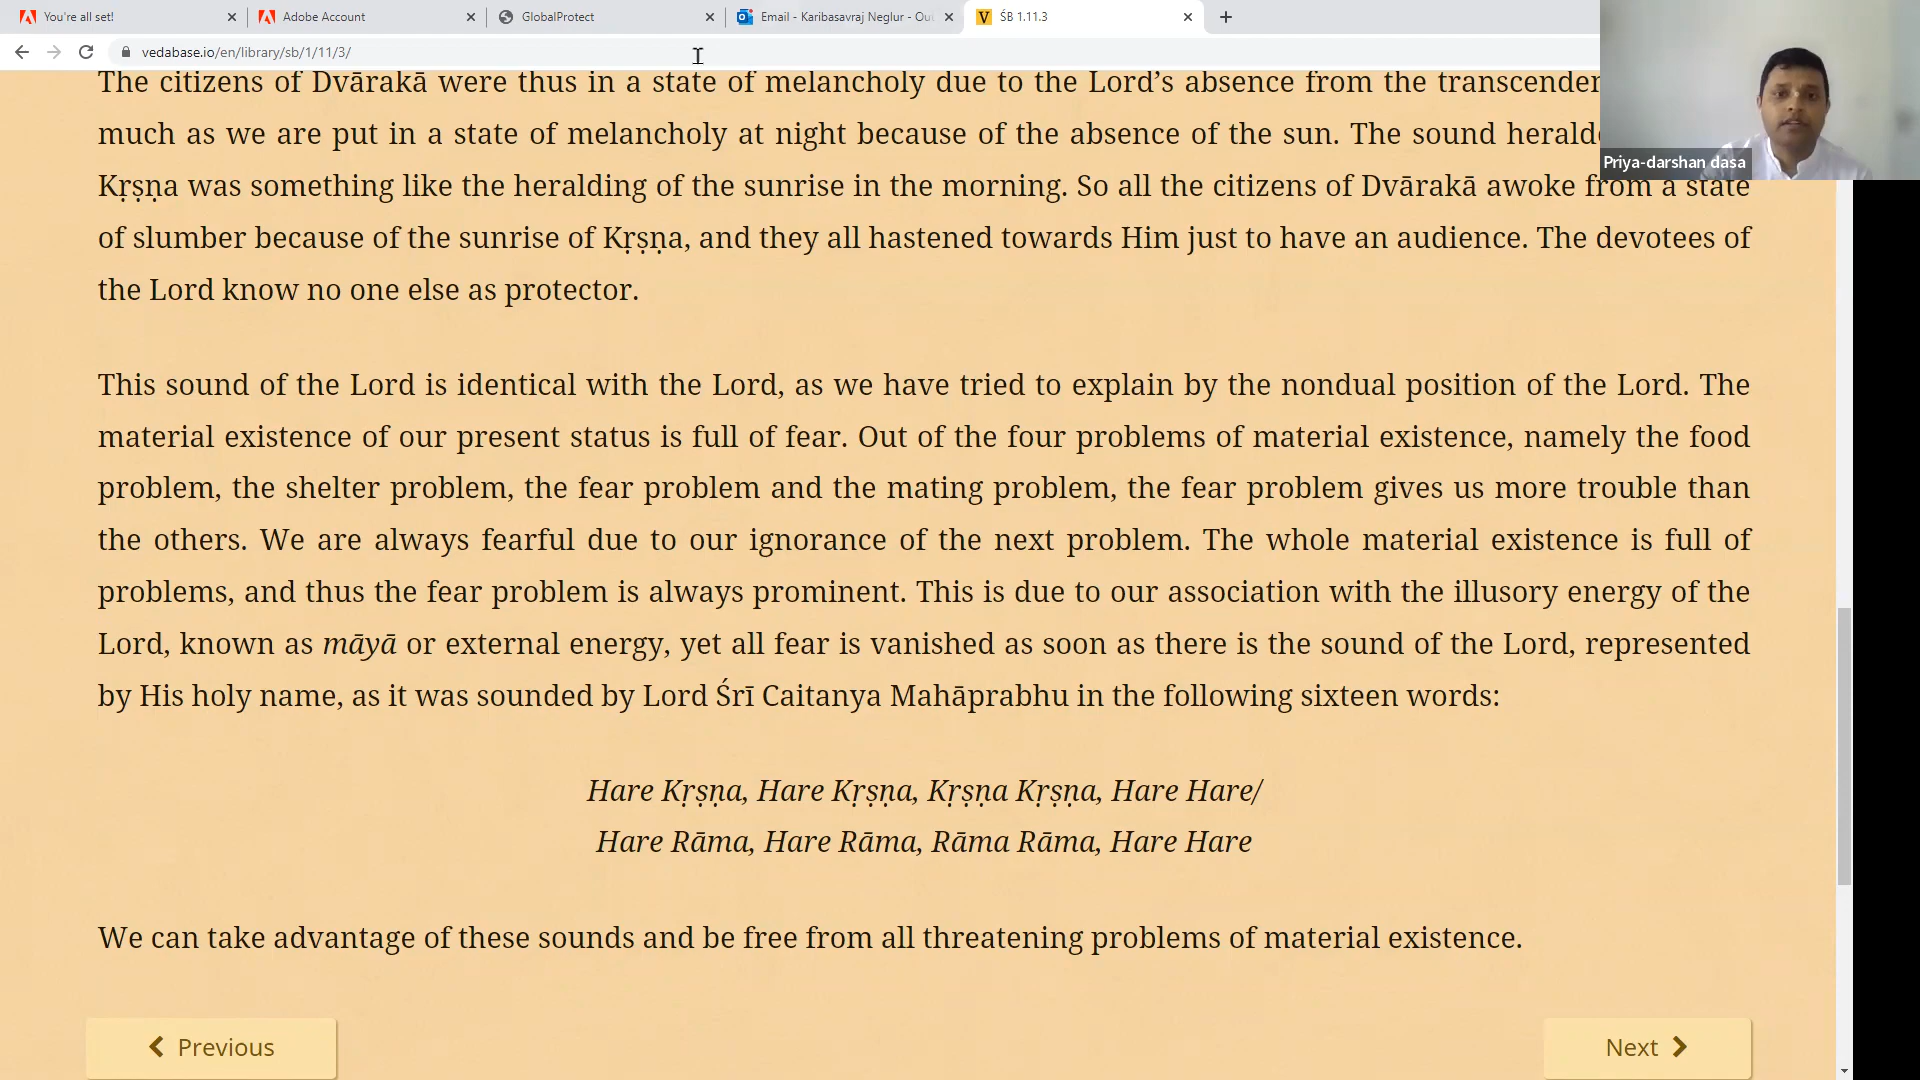 You're all set!
Adobe Account
GlobalProtect
Email - Karibasavraj Neglur - Ou
ŚB 1.11.3
vedabase.io/en/library/sb/1/11/3/
The citizens of Dvārakā were thus in a state of melancholy due to the Lord's absence from the
much as we are put in a state of melancholy at night because of the absence of the sun. The sound
Priya-darshan dasa
Kṛṣṇa was something like the heralding of the sunrise in the morning. So all the citizens of Dvārakā awoke from a state
of slumber because of the sunrise of Kṛṣṇa, and they all hastened towards Him just to have an audience. The devotees of
the Lord know no one else as protector.
This sound of the Lord is identical with the Lord, as we have tried to explain by the nondual position of the Lord. The
material existence of our present status is full of fear. Out of the four problems of material existence, namely the food
problem, the shelter problem, the fear problem and the mating problem, the fear problem gives us more trouble than
the others. We are always fearful due to our ignorance of the next problem. The whole material existence is full of
problems, and thus the fear problem is always prominent. This is due to our association with the illusory energy of the
Lord, known as māyā or external energy, yet all fear is vanished as soon as there is the sound of the Lord, represented
by His holy name, as it was sounded by Lord Śrī Caitanya Mahāprabhu in the following sixteen words:
Hare Kṛṣṇa, Hare Kṛṣṇa, Kṛṣṇa Kṛṣṇa, Hare Hare/
Hare Rāma, Hare Rāma, Rāma Rāma, Hare Hare
We can take advantage of these sounds and be free from all threatening problems of material existence.
Previous
Next